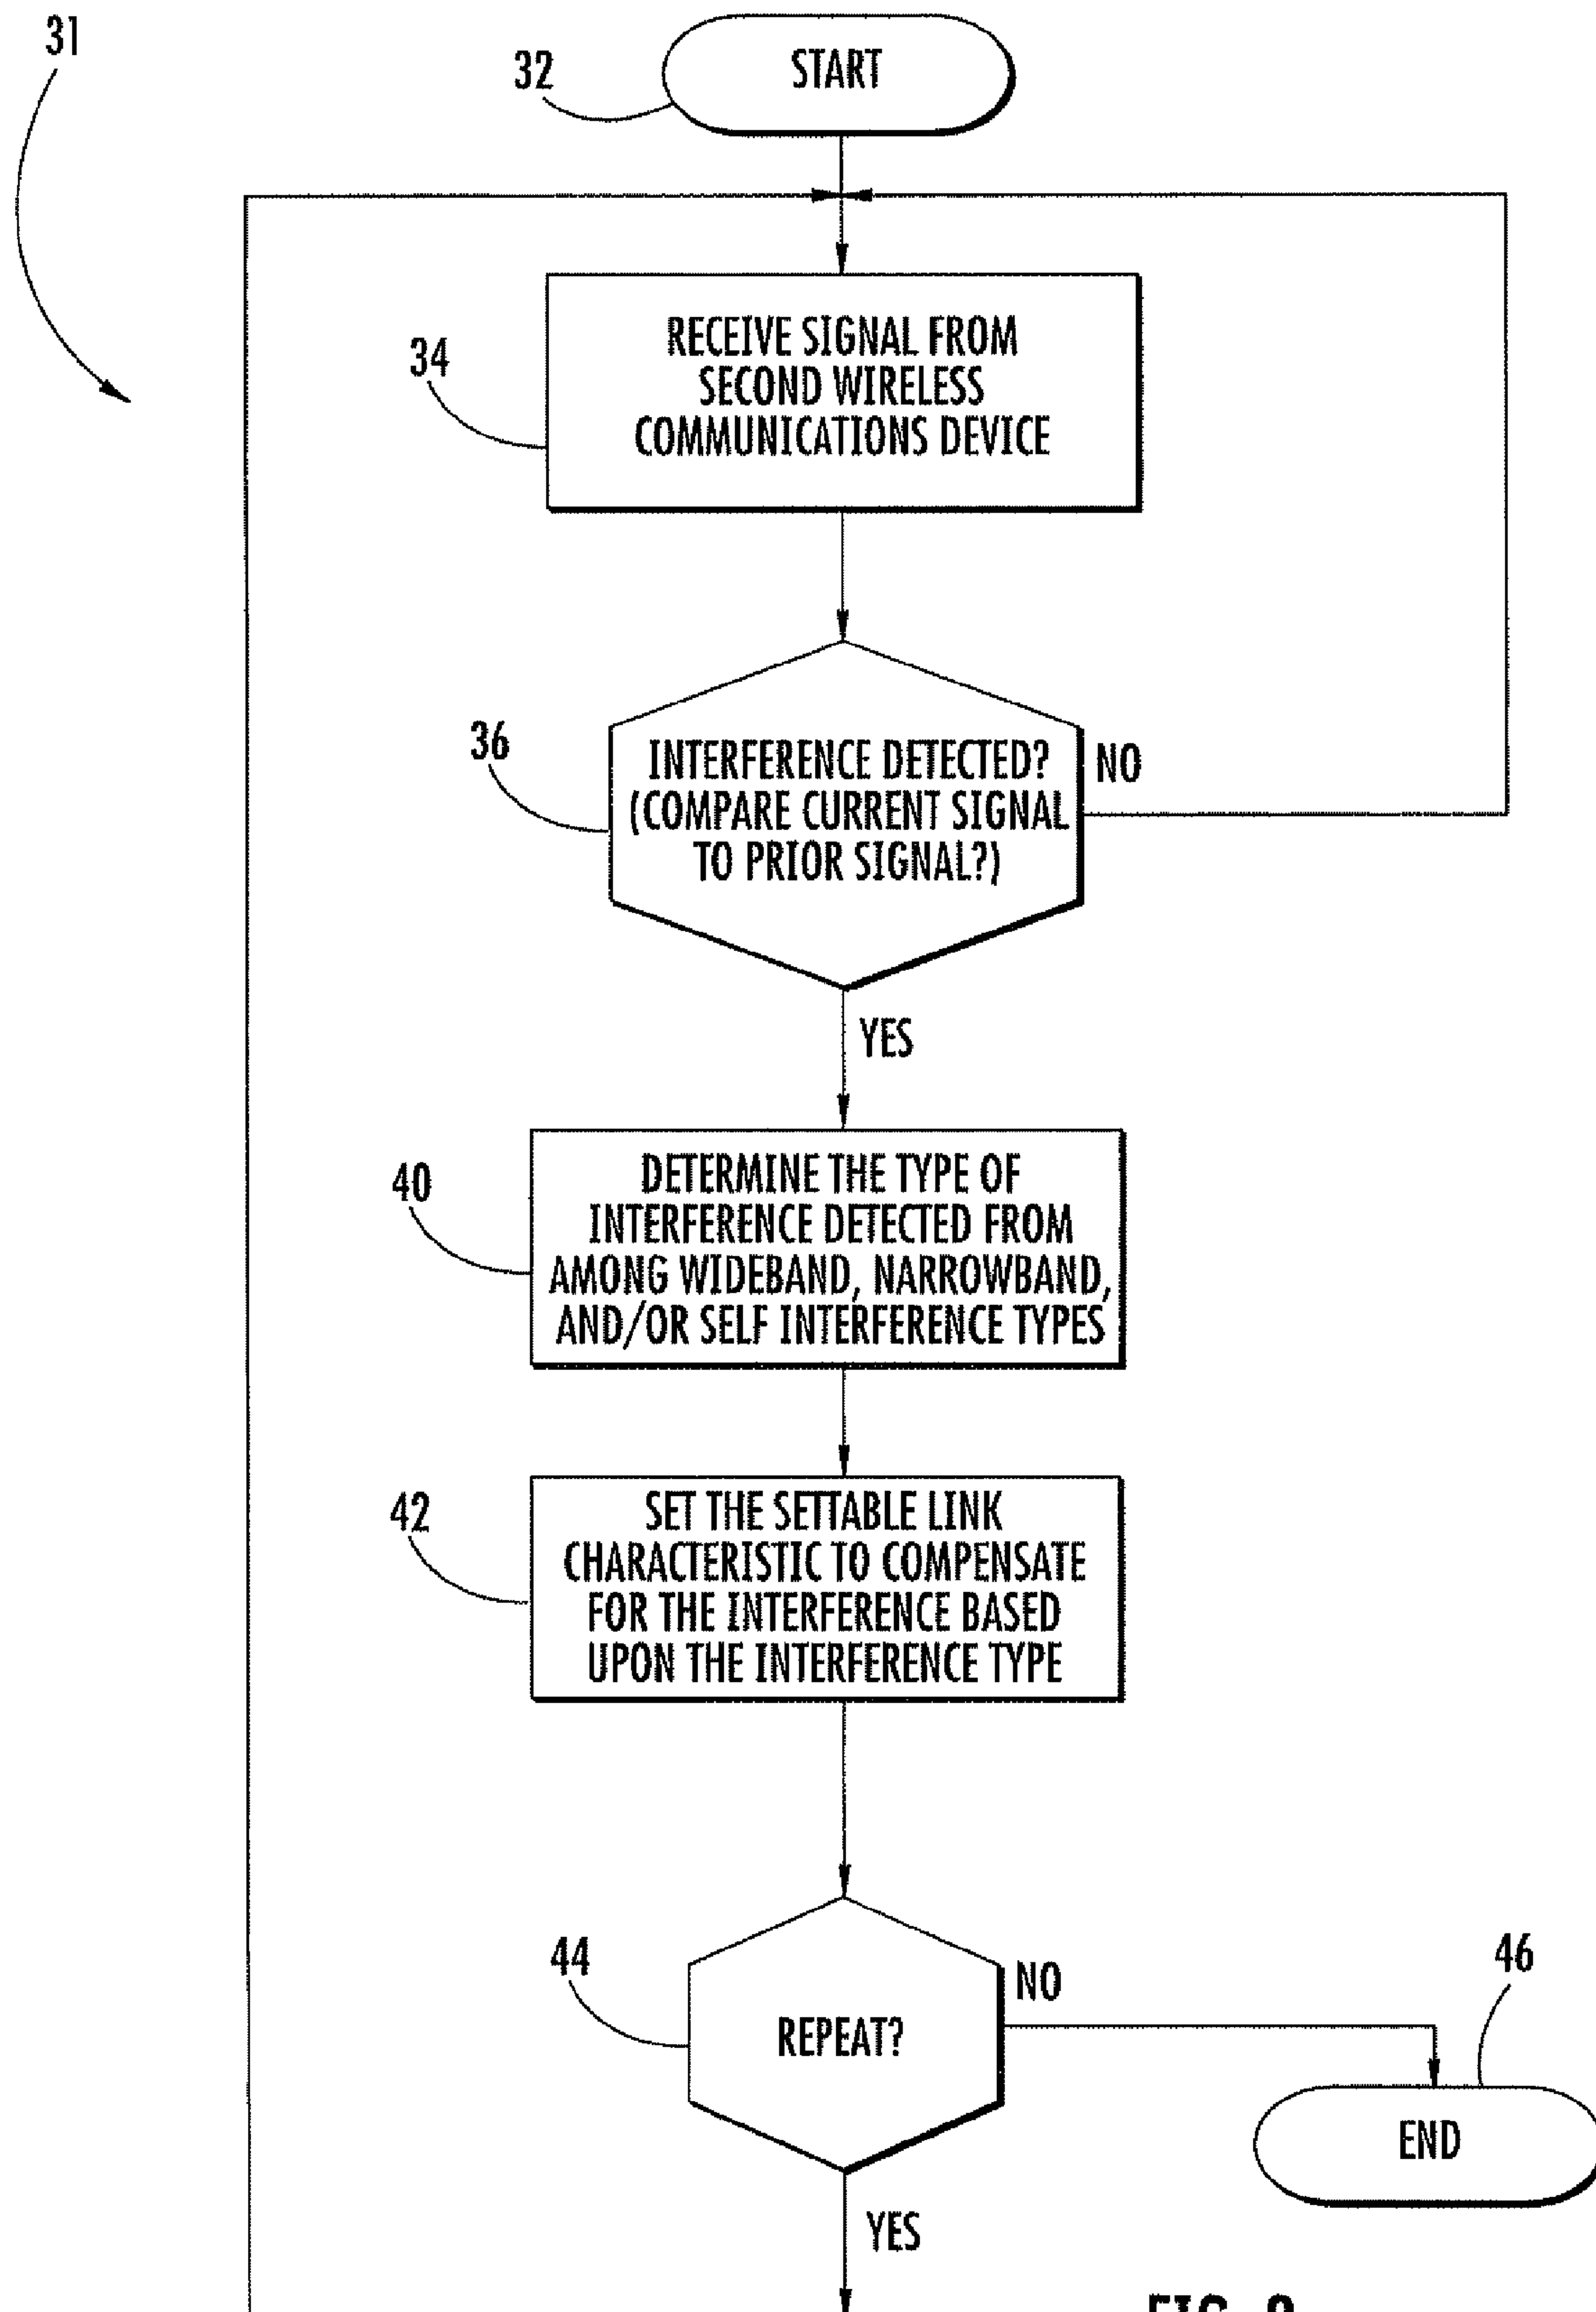 31
32
START
34
RECEIVE SIGNAL FROM
SECOND WIRELESS
COMMUNICATIONS DEVICE
36
INTERFERENCE DETECTED?
(COMPARE CURRENT SIGNAL
TO PRIOR SIGNAL?)
NO
YES
40
DETERMINE THE TYPE OF
INTERFERENCE DETECTED FROM
AMONG WIDEBAND, NARROWBAND,
AND/OR SELF INTERFERENCE TYPES
42
SET THE SETTABLE LINK
CHARACTERISTIC TO COMPENSATE
FOR THE INTERFERENCE BASED
UPON THE INTERFERENCE TYPE
44
REPEAT?
NO
46
END
YES
FIG.